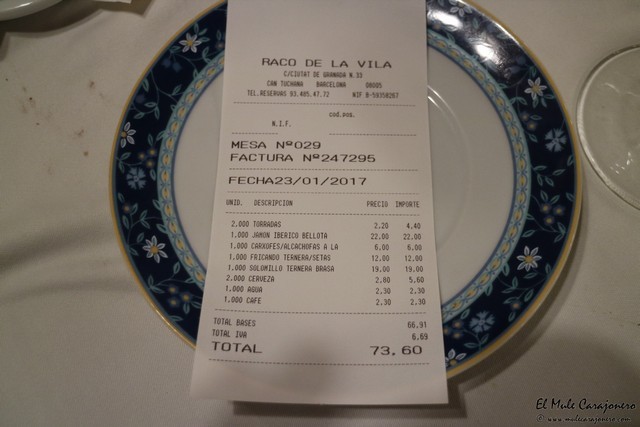 RACO DE LA VILA
C/CIUTAT DE GRANADA N.33
CAN TUCHANA BARCELONA 08005
TEL.RESERVAS 93.485.47.72 NIF B-59358267
cod.pos.
N.I.F.
MESA Nº029
FACTURA Nº247295
FECHA23/01/2017
UNID. DESCRIPCION PRECIO IMPORTE
2.000 TORRADAS 2.20 4.40
1.000 JAMON IBERICO BELLOTA 22.00 22.00
1.000 CARXUFES/ALCACHOFAS A LA 6.00 6.00
1.000 FRICANDO TERNERA/SETAS 12.00 12.00
1.000 SOLOMILLO TERNERA BRASA 19.00 19.00
2.000 CERVEZA 2.80 5.60
1.000 AGUA 2.30 2.30
1.000 CAFE 2.30 2.30
TOTAL BASES 66.91
TOTAL IVA 6.69
TOTAL 73.60
El Mule Carajonero
© www.mulecarajonero.com